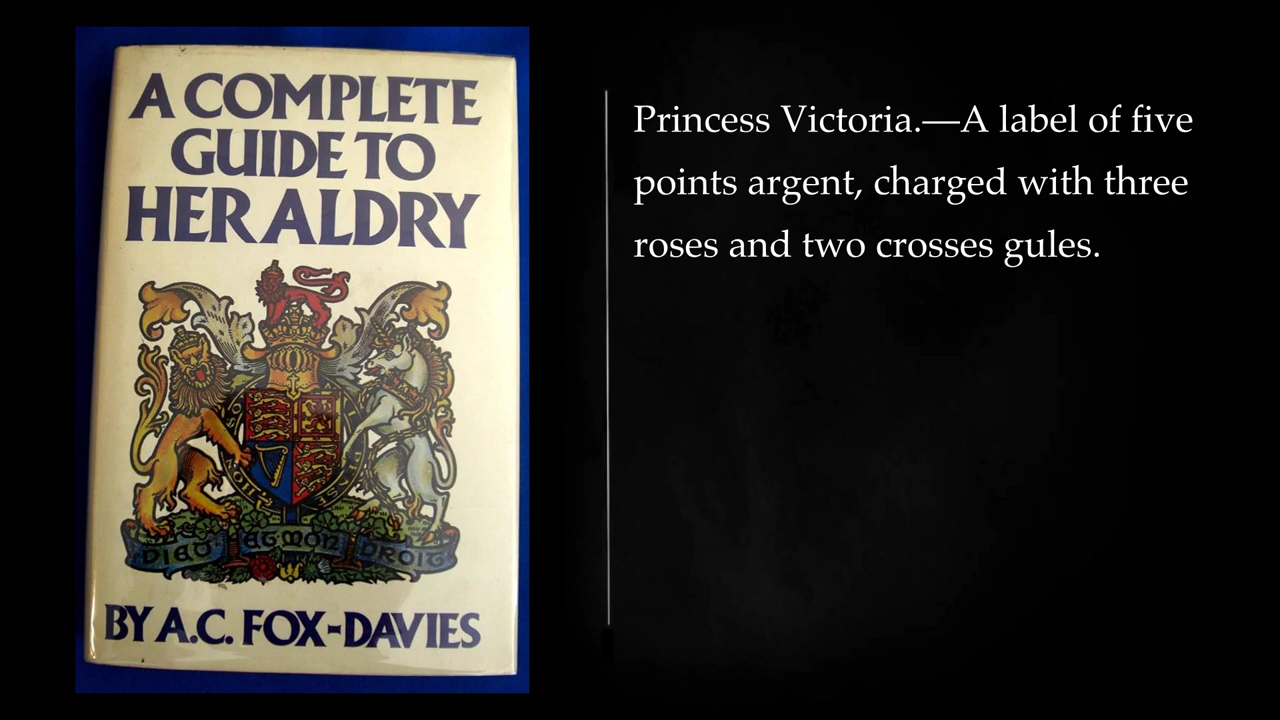 A COMPLETE
GUIDE TO
HERALDRY
DIEU ET MON DROIT
BY A.C. FOX-DAVIES
Princess Victoria.—A label of five
points argent, charged with three
roses and two crosses gules.